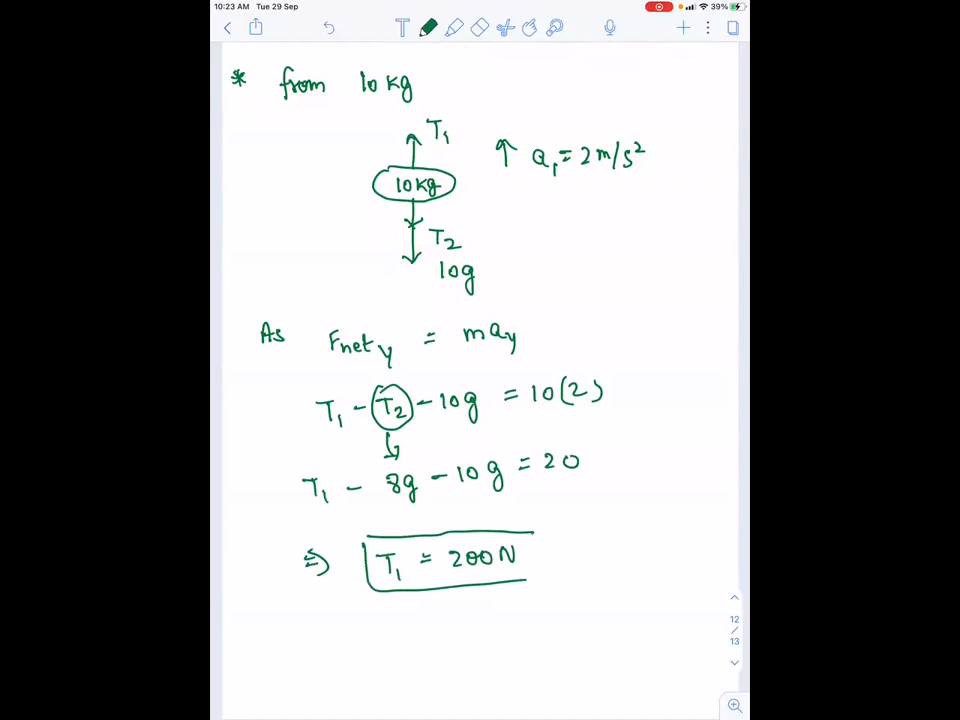 10:23 AM Tue 29 Sep
39%
T
* from 10 kg
T1
10kg
↑ a1 = 2 m/s²
T2
10g
As Fnet y = may
T1 - T2 - 10g = 10(2)
T1 - 8g - 10g = 20
⇒ T1 = 200N
12
/
13